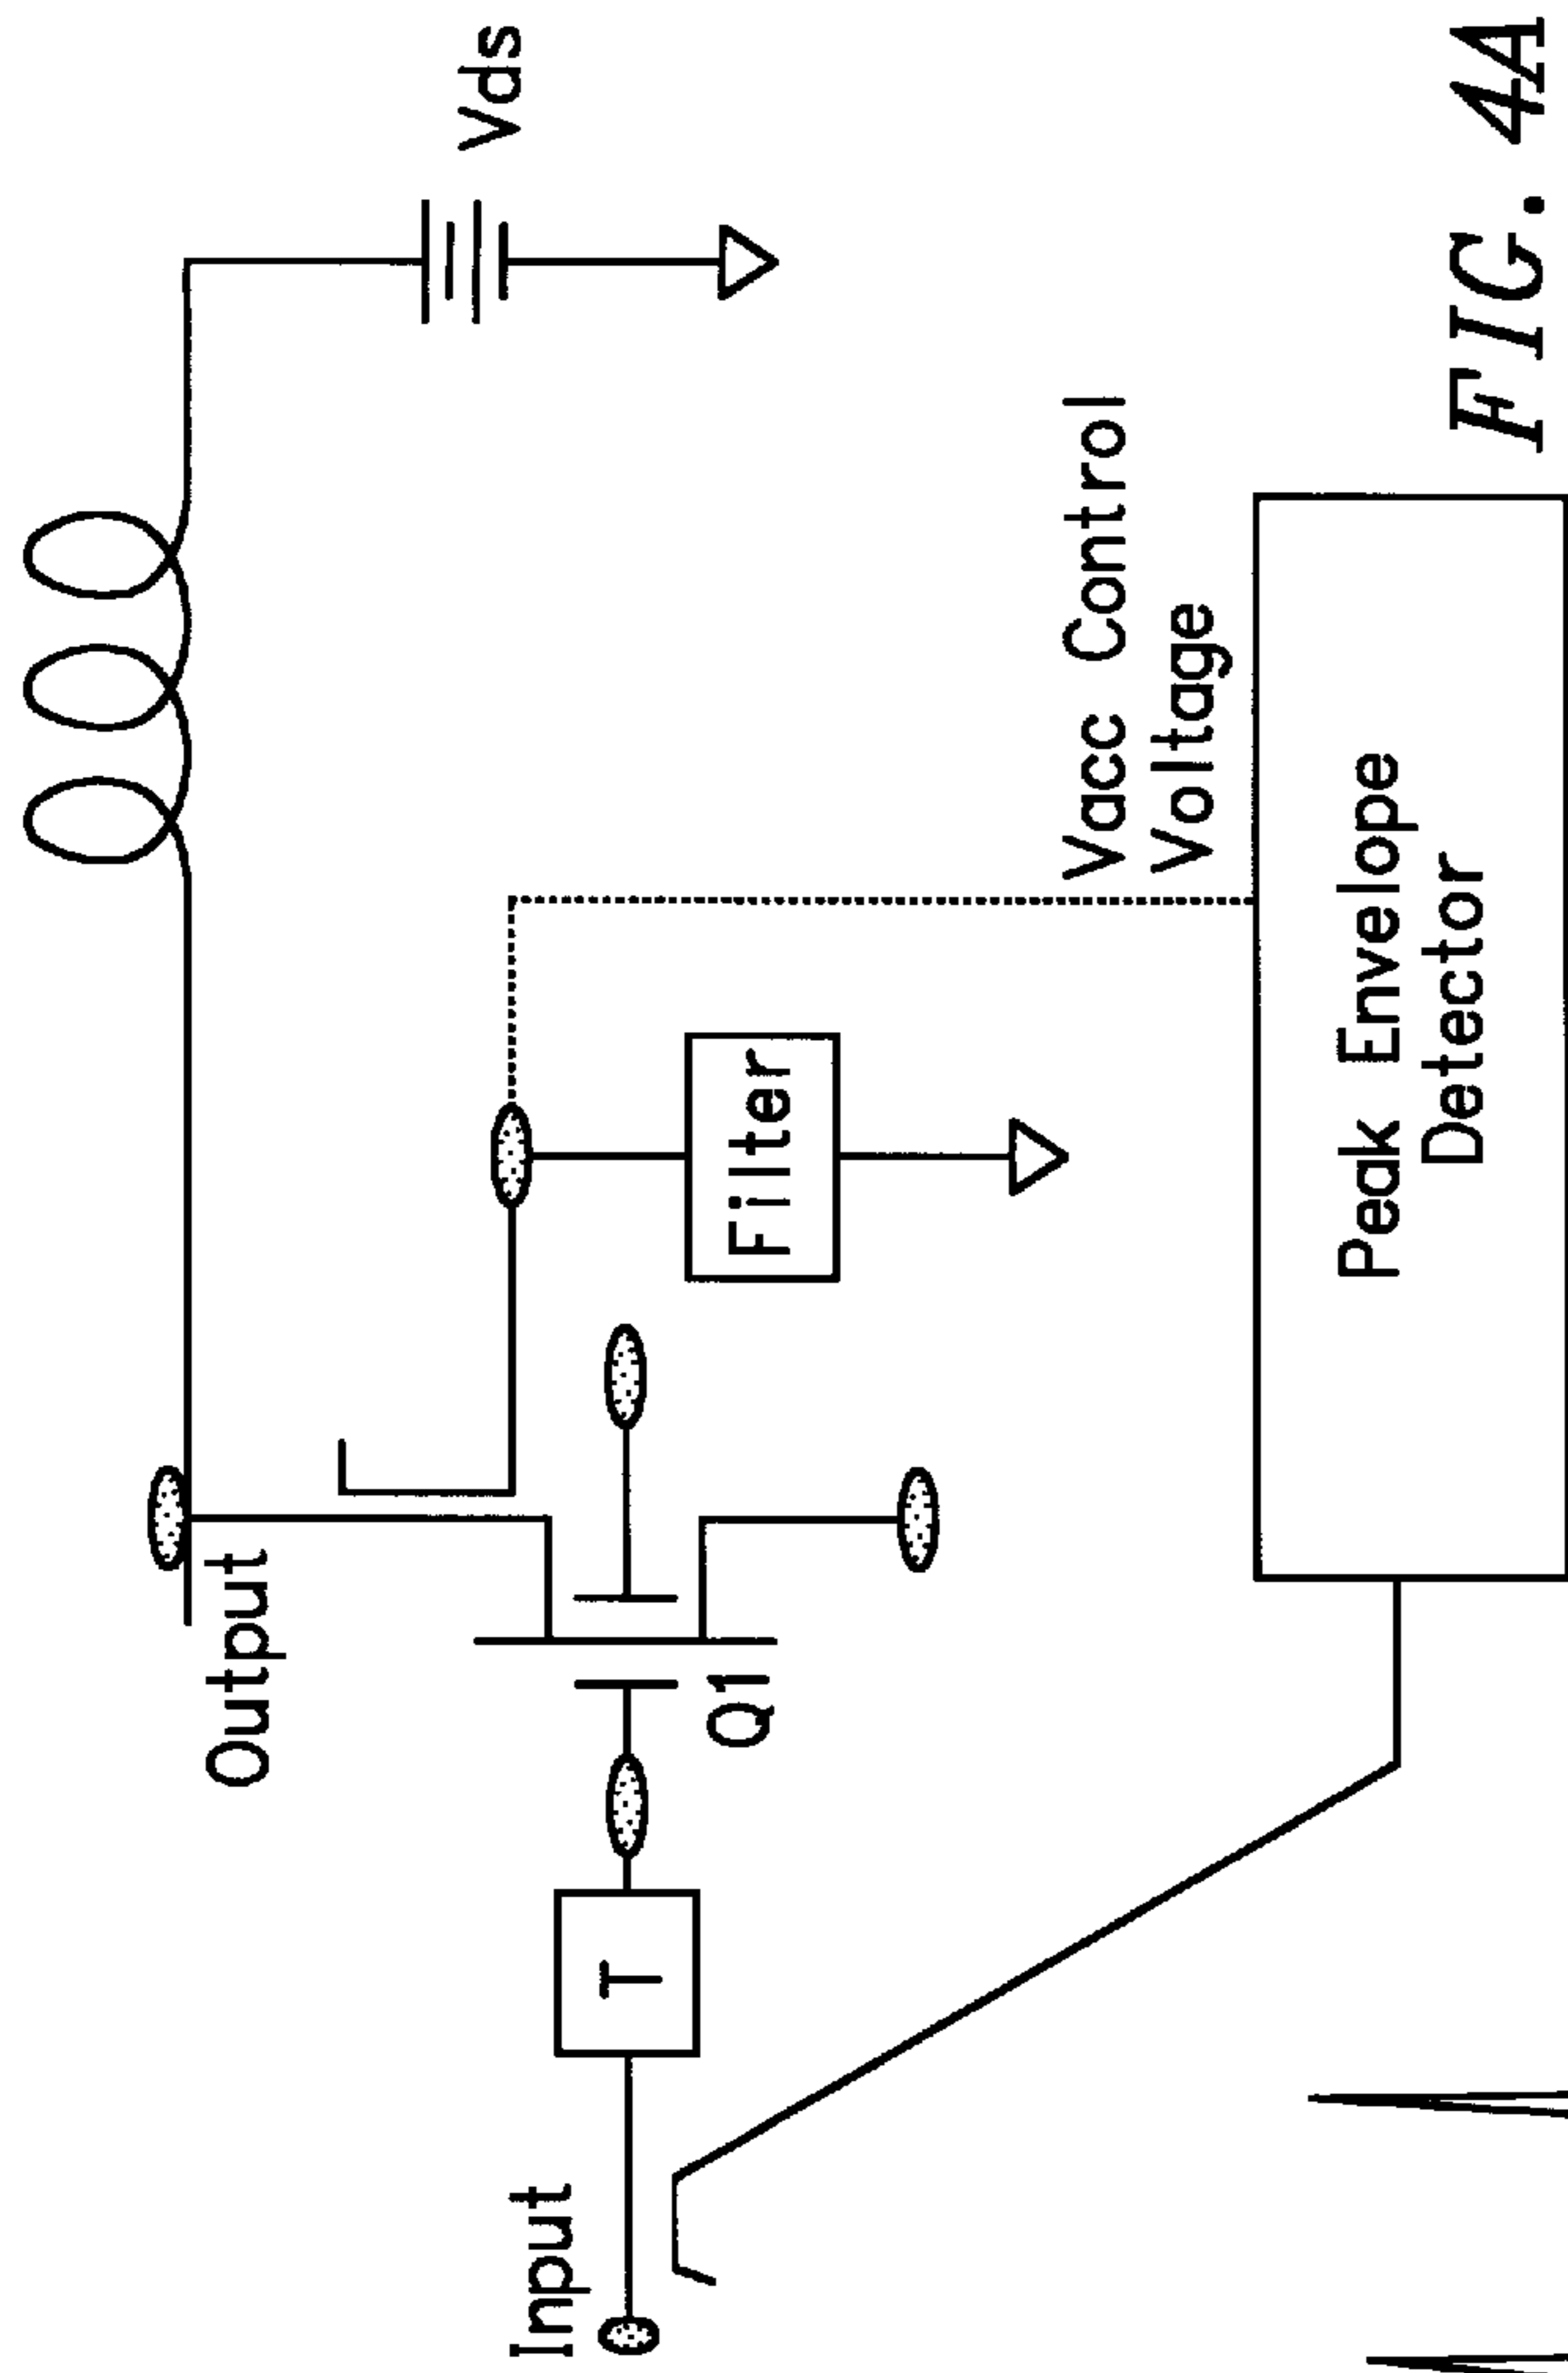 Vds
Output
Vacc Control
Voltage
Filter
Q1
T
Input
Peak Envelope
Detector
FIG. 4A